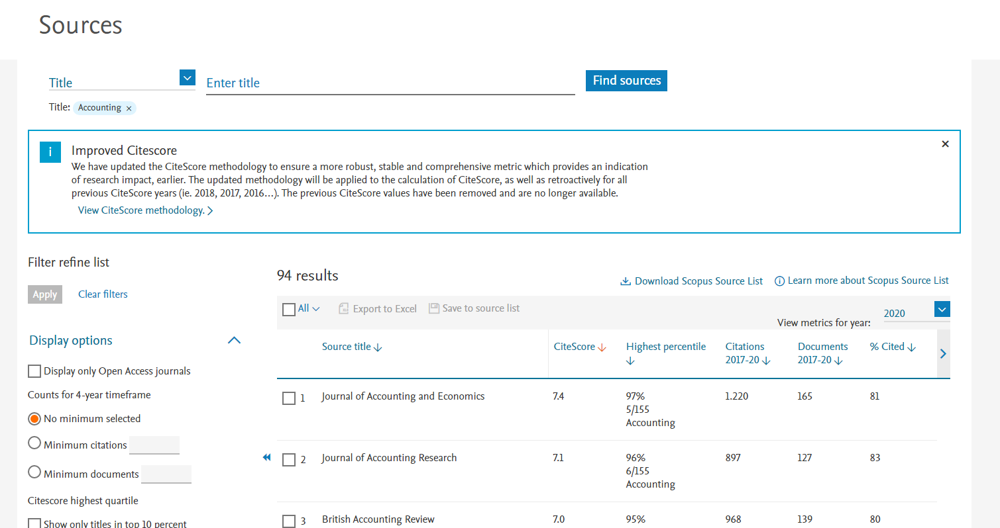 Sources
Title
Enter title
Find sources
Title: Accounting ×
i
Improved Citescore
×
We have updated the CiteScore methodology to ensure a more robust, stable and comprehensive metric which provides an indication
of research impact, earlier. The updated methodology will be applied to the calculation of CiteScore, as well as retroactively for all
previous CiteScore years (ie. 2018, 2017, 2016...). The previous CiteScore values have been removed and are no longer available.
View CiteScore methodology. >
Filter refine list
Apply Clear filters
Display options
Display only Open Access journals
Counts for 4-year timeframe
No minimum selected
Minimum citations
Minimum documents
Citescore highest quartile
Show only titles in top 10 percent
94 results
Download Scopus Source List
Learn more about Scopus Source List
All
Export to Excel
Save to source list
View metrics for year: 2020
Source title ↓
CiteScore ↓
Highest percentile
↓
Citations
2017-20 ↓
Documents
2017-20 ↓
% Cited ↓
1 Journal of Accounting and Economics 7.4 97% 1.220 165 81
5/155
Accounting
2 Journal of Accounting Research 7.1 96% 897 127 83
6/155
Accounting
3 British Accounting Review 7.0 95% 968 139 80